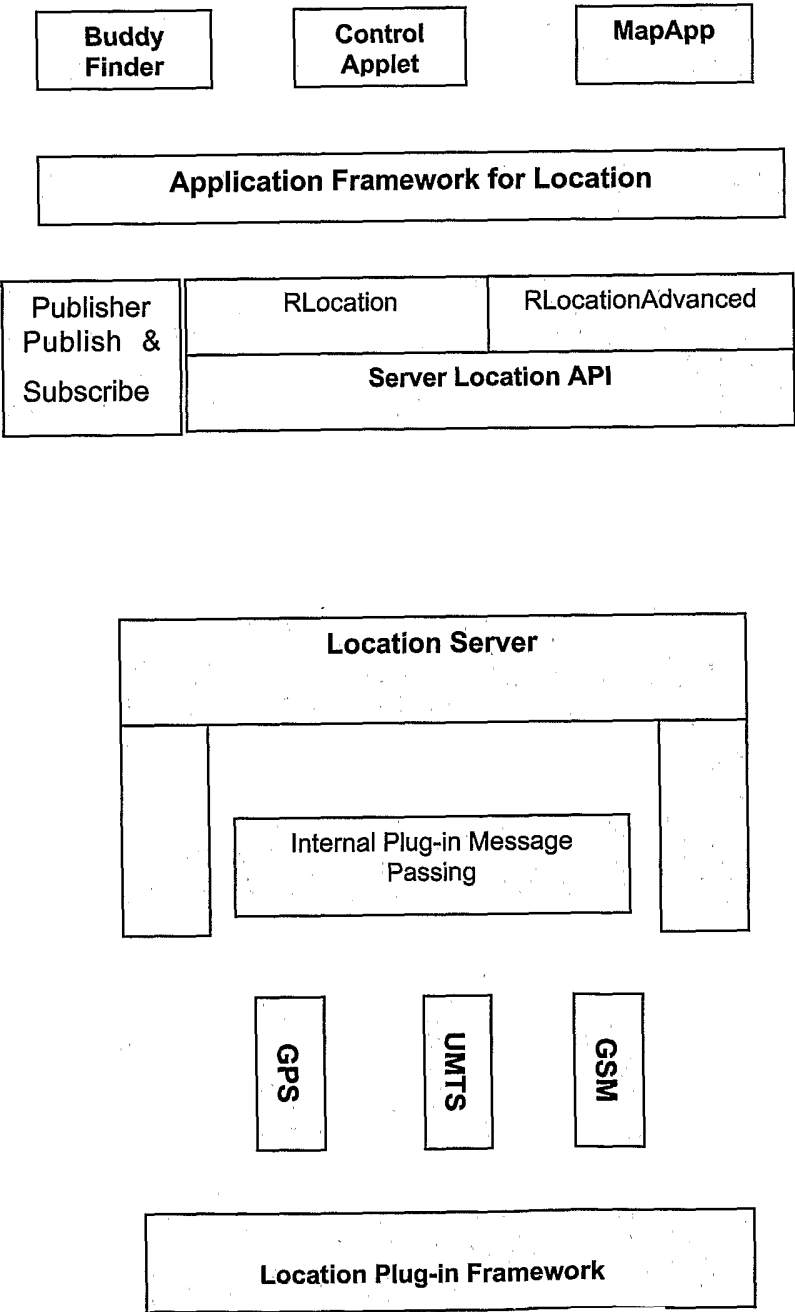 Buddy
Finder
Control
Applet
MapApp
Application Framework for Location
Publisher
Publish &
Subscribe
RLocation
RLocationAdvanced
Server Location API
Location Server
Internal Plug-in Message
Passing
GPS
UMTS
GSM
Location Plug-in Framework